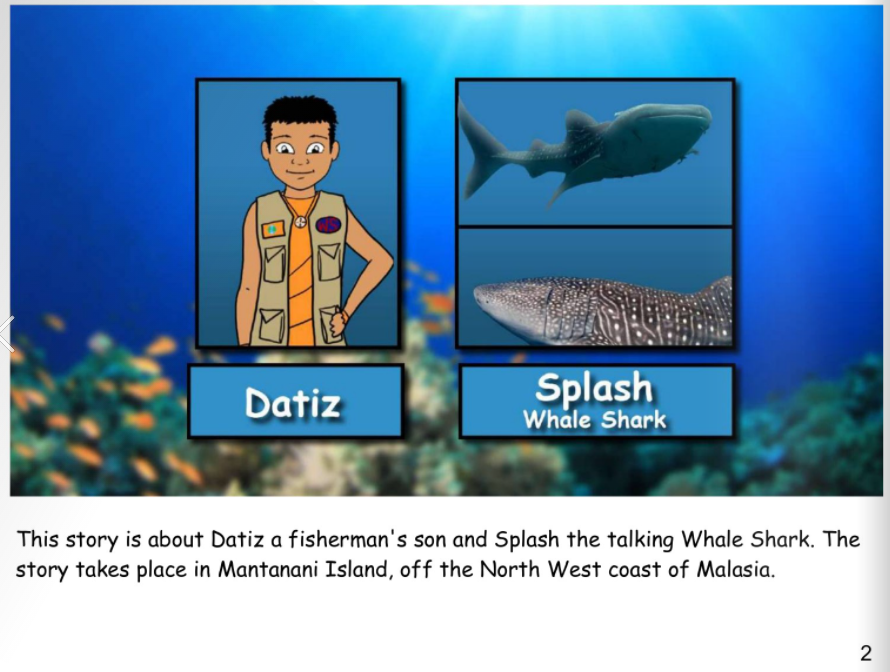 Datiz
Splash
Whale Shark
This story is about Datiz a fisherman's son and Splash the talking Whale Shark. The
story takes place in Mantanani Island, off the North West coast of Malasia.
2